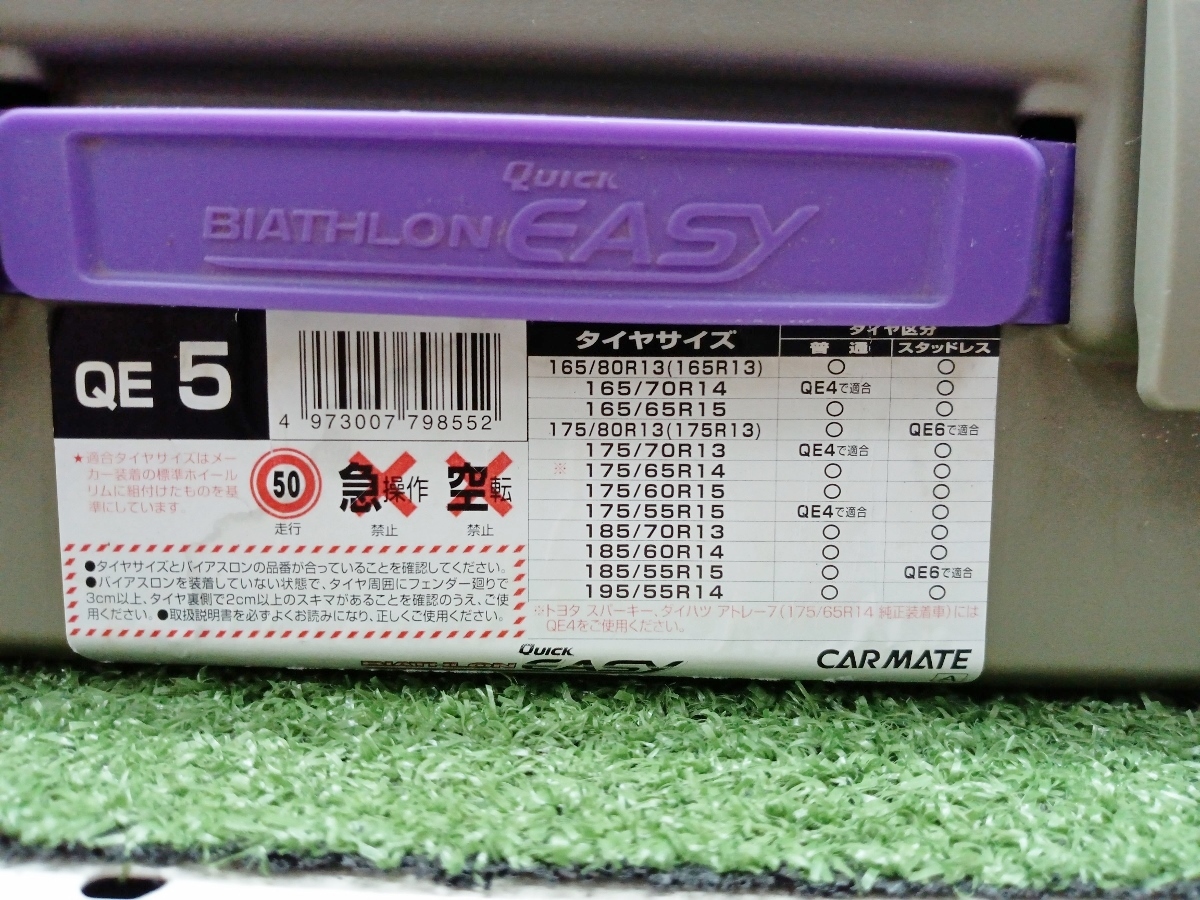 QUICK
BIATHLON EASY
QE 5
4 973007 798552
★適合タイヤサイズはメー
カー装着の標準ホイール
リムに組付けたものを基
準にしています。
50
走行
急操作
禁止
空転
禁止
●タイヤサイズとバイアスロンの品番が合っていることを確認してください。
●バイアスロンを装着していない状態で、タイヤ周囲にフェンダー廻りで
3cm以上、タイヤ裏側で2cm以上のスキマがあることを確認のうえ、ご使
用ください。●取扱説明書を必ずよくお読みになり、正しくご使用ください。
タイヤサイズ タイヤ区分
普通 スタッドレス
165/80R13(165R13) ○ ○
165/70R14 QE4で適合 ○
165/65R15 ○ ○
175/80R13(175R13) ○ QE6で適合
175/70R13 QE4で適合 ○
※ 175/65R14 ○ ○
175/60R15 ○ ○
175/55R15 QE4で適合 ○
185/70R13 ○ ○
185/60R14 ○ ○
185/55R15 ○ QE6で適合
195/55R14 ○ ○
※トヨタ スパーキー、ダイハツ アトレー7(175/65R14 純正装着車)には
QE4をご使用ください。
QUICK
BIATHLON EASY
CARMATE
A